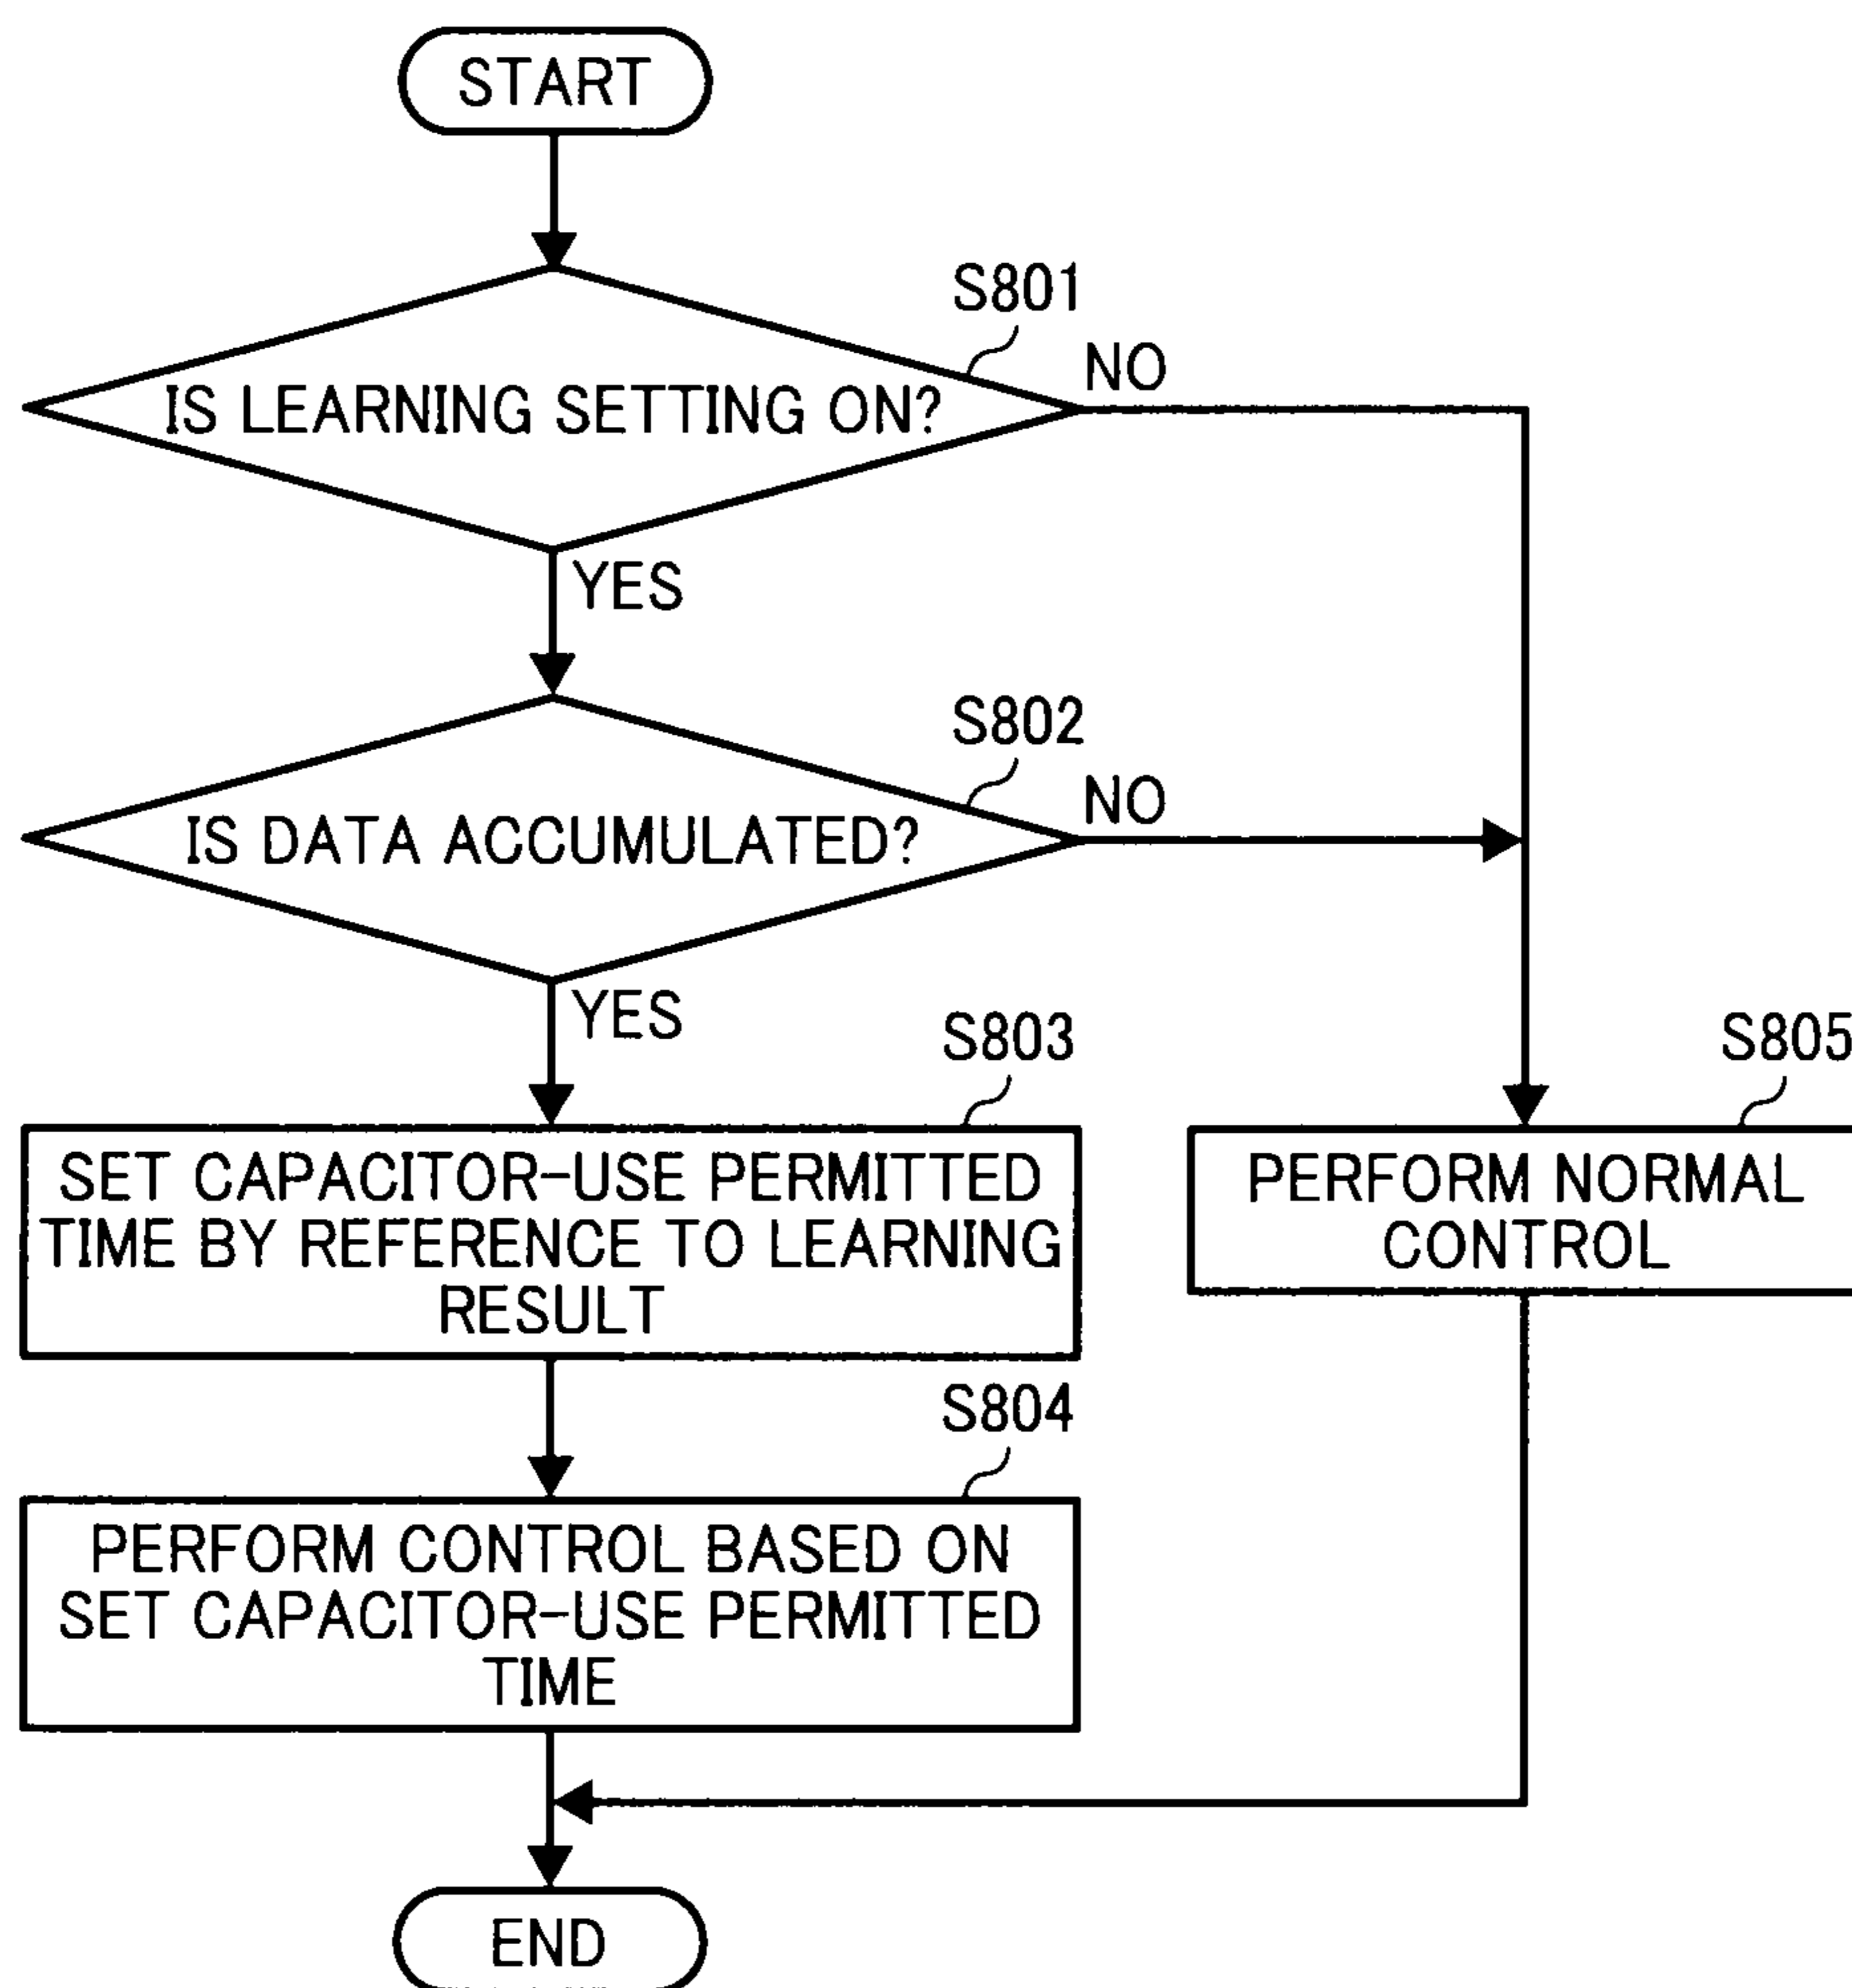 START
S801
IS LEARNING SETTING ON?
NO
YES
S802
IS DATA ACCUMULATED?
NO
YES
S803
SET CAPACITOR-USE PERMITTED
TIME BY REFERENCE TO LEARNING
RESULT
S805
PERFORM NORMAL
CONTROL
S804
PERFORM CONTROL BASED ON
SET CAPACITOR-USE PERMITTED
TIME
END